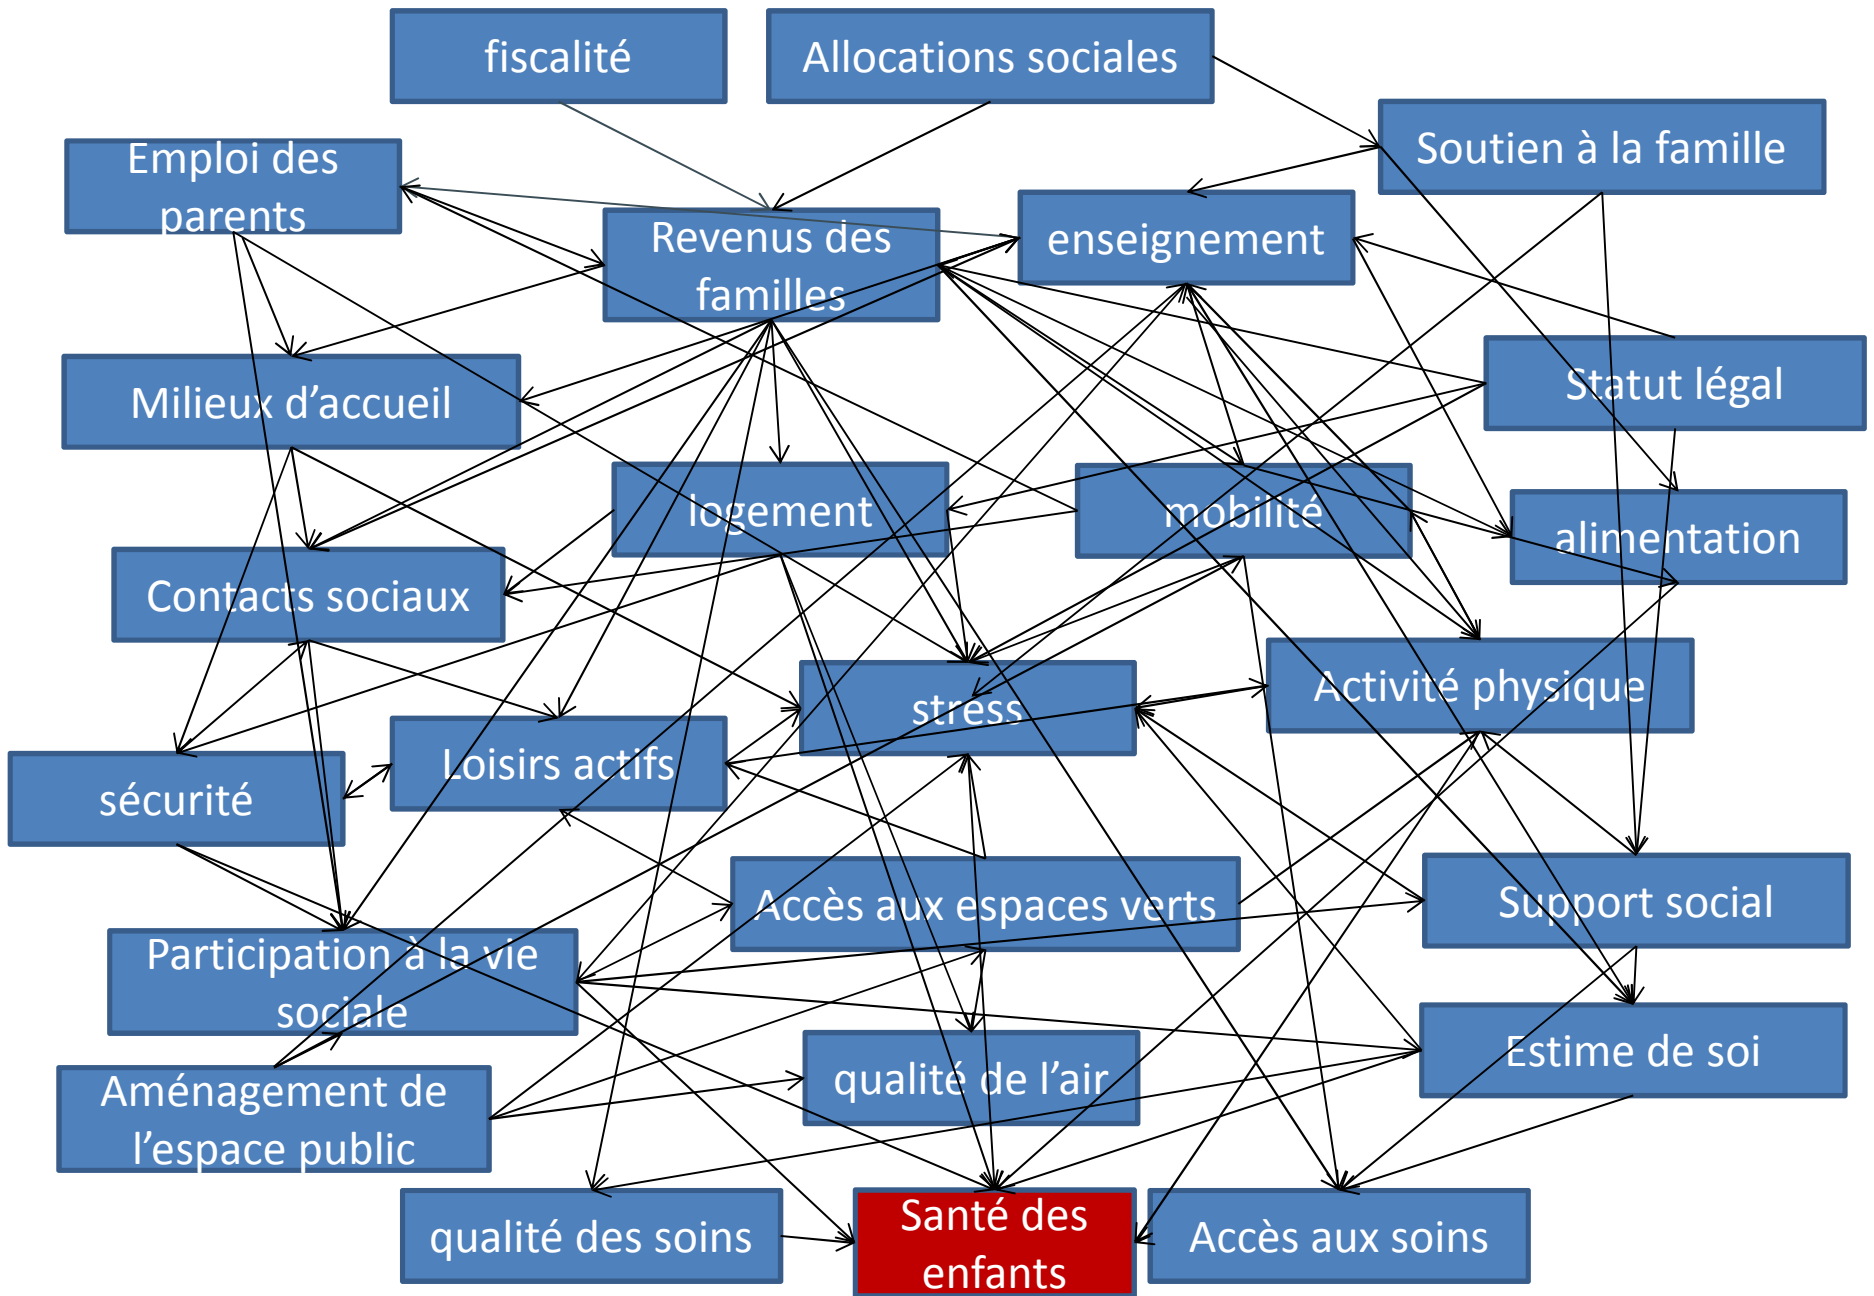 fiscalité
Allocations sociales
Soutien à la famille
Emploi des
parents
Revenus des
familles
enseignement
Milieux d'accueil
Statut légal
logement
mobilité
alimentation
Contacts sociaux
stress
Activité physique
sécurité
Loisirs actifs
Accès aux espaces verts
Support social
Participation à la vie
sociale
Aménagement de
l'espace public
qualité de l'air
Estime de soi
qualité des soins
Santé des
enfants
Accès aux soins